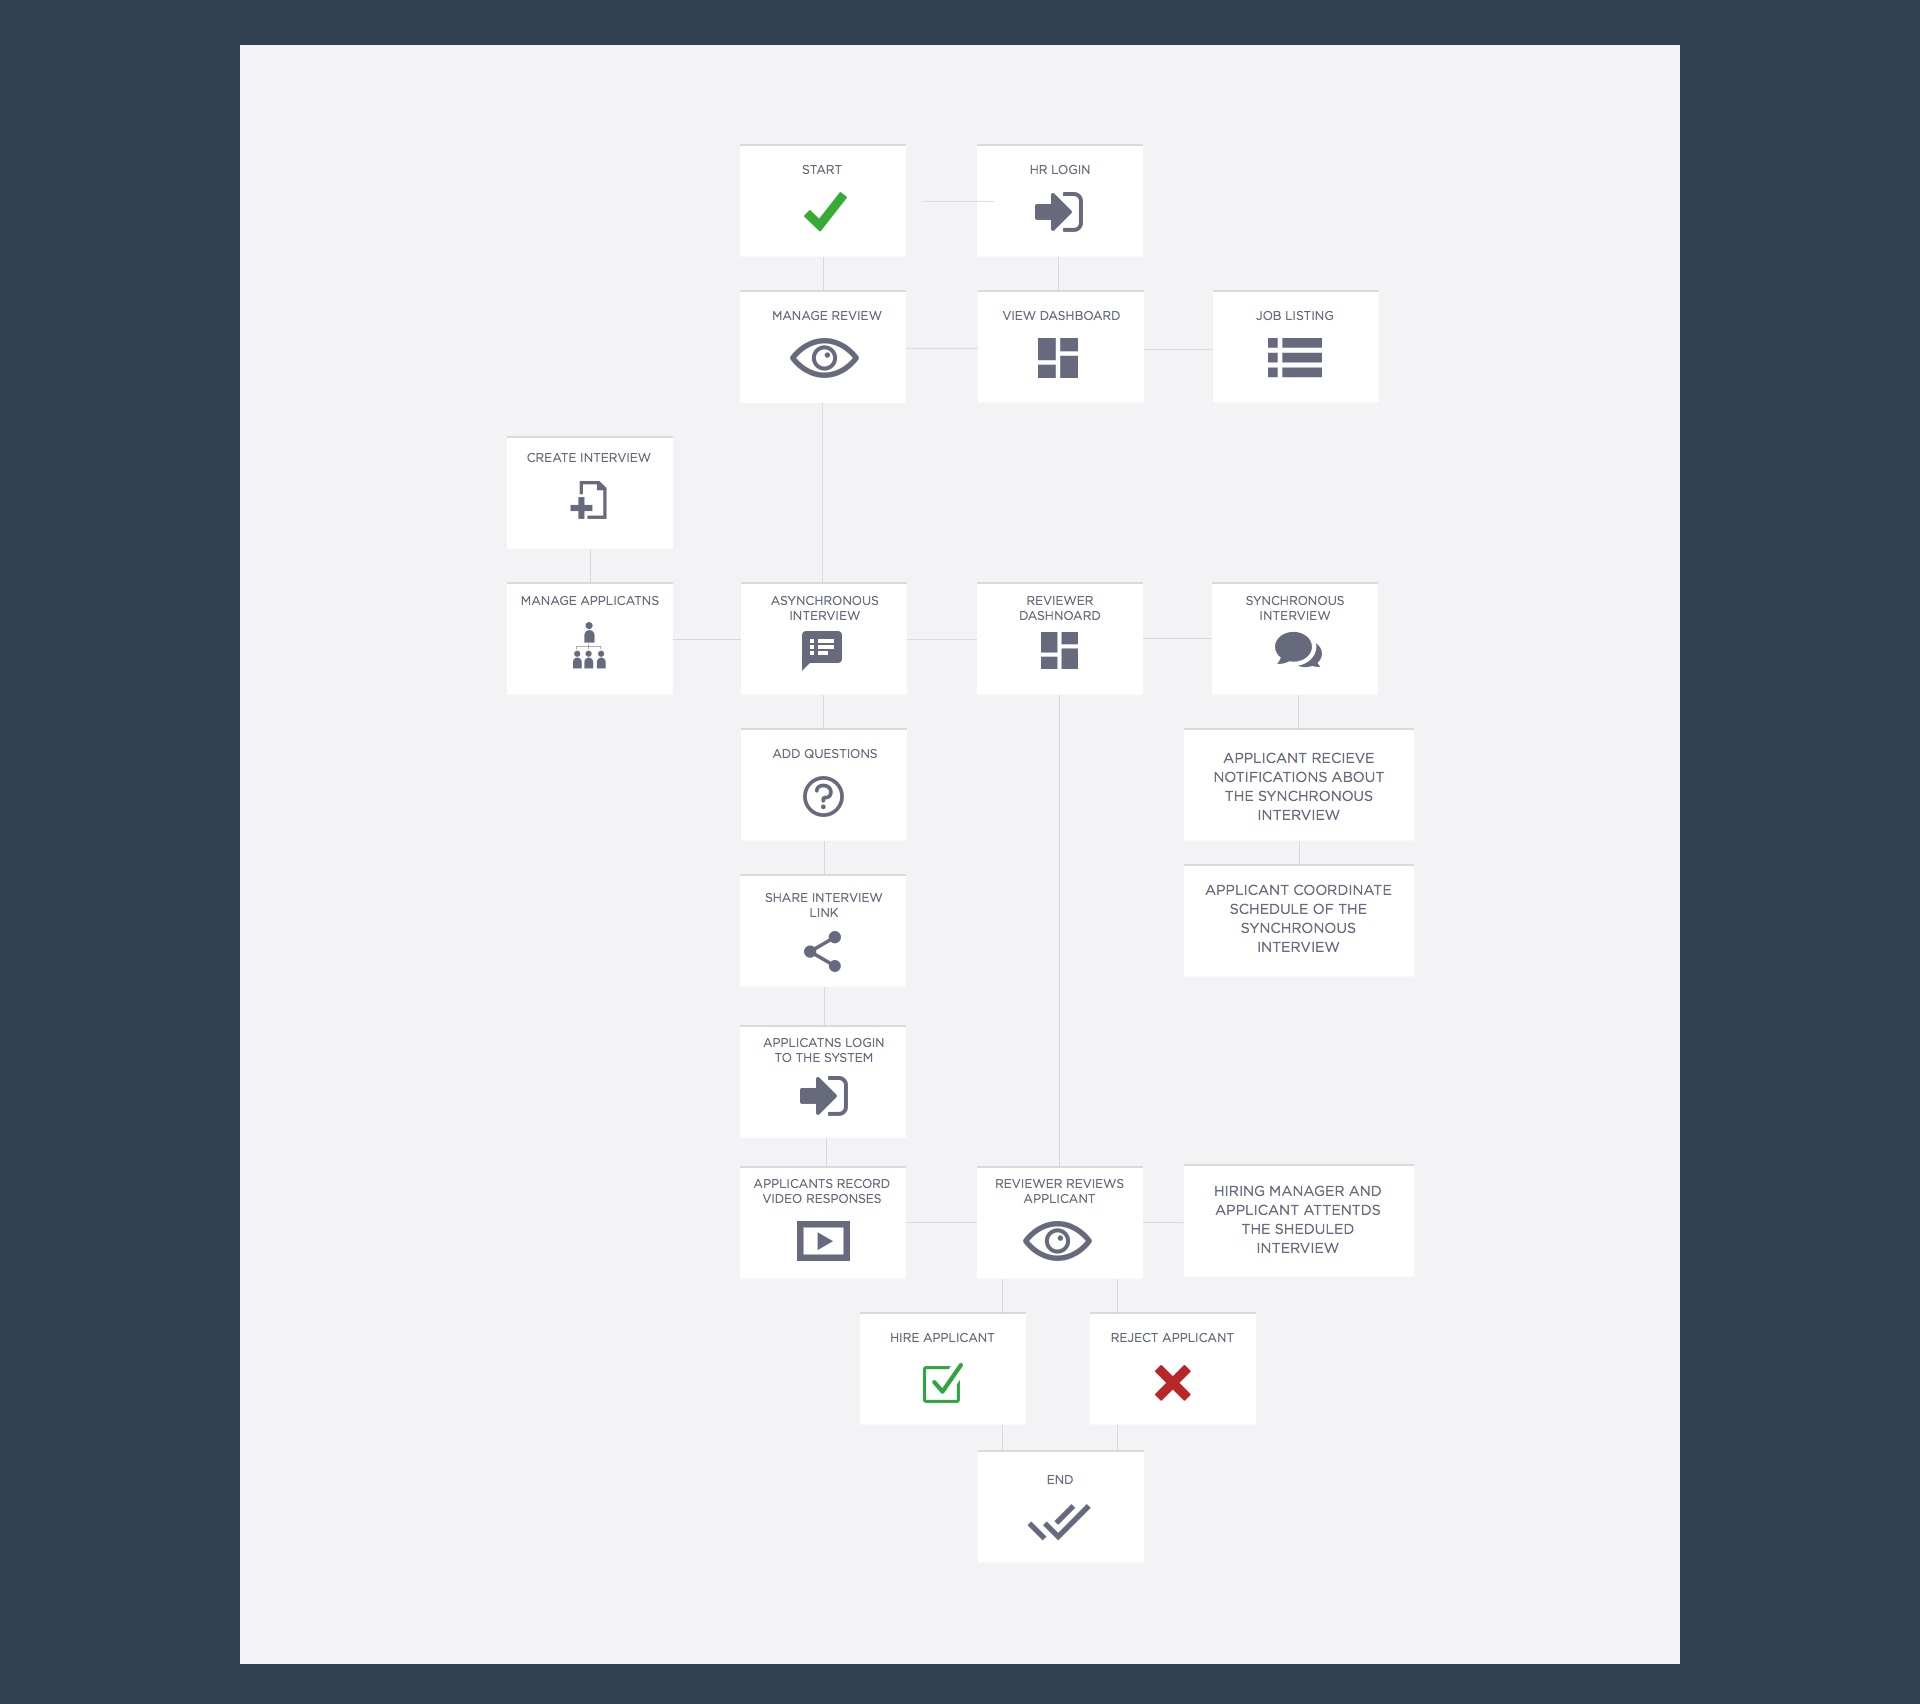 START
HR LOGIN
MANAGE REVIEW
VIEW DASHBOARD
JOB LISTING
CREATE INTERVIEW
MANAGE APPLICATNS
ASYNCHRONOUS
INTERVIEW
REVIEWER
DASHNOARD
SYNCHRONOUS
INTERVIEW
ADD QUESTIONS
APPLICANT RECIEVE
NOTIFICATIONS ABOUT
THE SYNCHRONOUS
INTERVIEW
SHARE INTERVIEW
LINK
APPLICANT COORDINATE
SCHEDULE OF THE
SYNCHRONOUS
INTERVIEW
APPLICATNS LOGIN
TO THE SYSTEM
APPLICANTS RECORD
VIDEO RESPONSES
REVIEWER REVIEWS
APPLICANT
HIRING MANAGER AND
APPLICANT ATTENTDS
THE SHEDULED
INTERVIEW
HIRE APPLICANT
REJECT APPLICANT
END